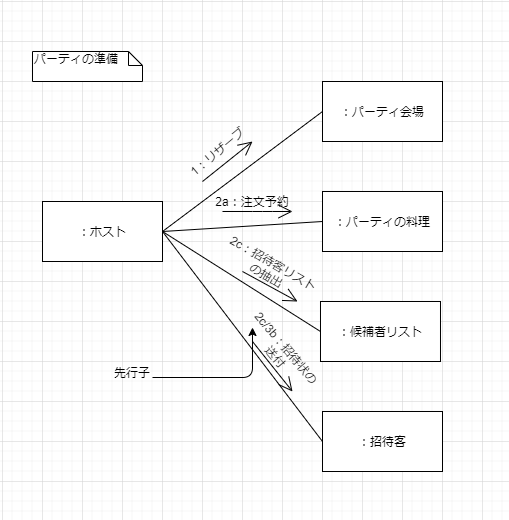 パーティの準備
：パーティ会場
1：リザーブ
2a：注文予約
：ホスト
：パーティの料理
2c：招待客リスト
の抽出
：候補者リスト
2c/3b：招待状の
送付
先行子
：招待客